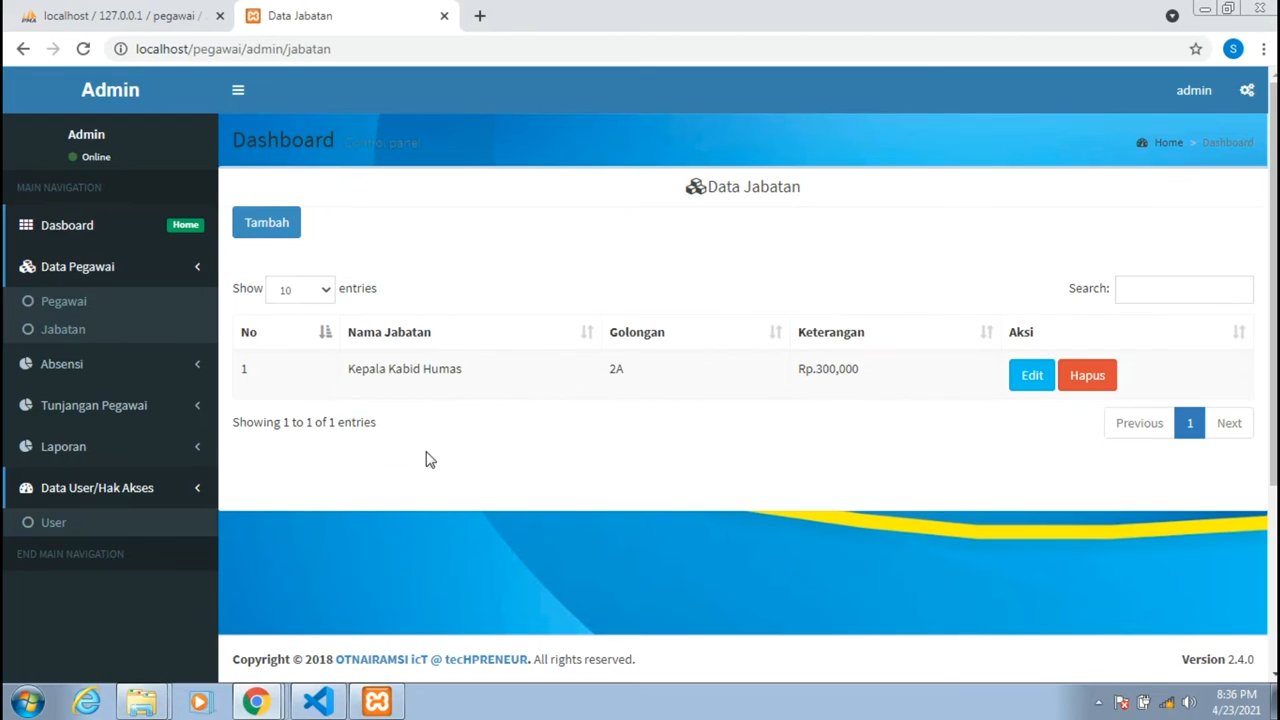 localhost / 127.0.0.1 / pegawai /
Data Jabatan
localhost/pegawai/admin/jabatan
S
Admin
admin
Admin
Online
Dashboard Control panel
Home > Dashboard
MAIN NAVIGATION
Data Jabatan
Dasboard Home
Tambah
Data Pegawai
Show 10 entries
Search:
Pegawai
Jabatan
No Nama Jabatan Golongan Keterangan Aksi
1 Kepala Kabid Humas 2A Rp.300,000 Edit Hapus
Absensi
Tunjangan Pegawai
Showing 1 to 1 of 1 entries
Previous 1 Next
Laporan
Data User/Hak Akses
User
END MAIN NAVIGATION
Copyright © 2018 OTNAIRAMSI icT @ tecHPRENEUR. All rights reserved.
Version 2.4.0
8:36 PM
4/23/2021